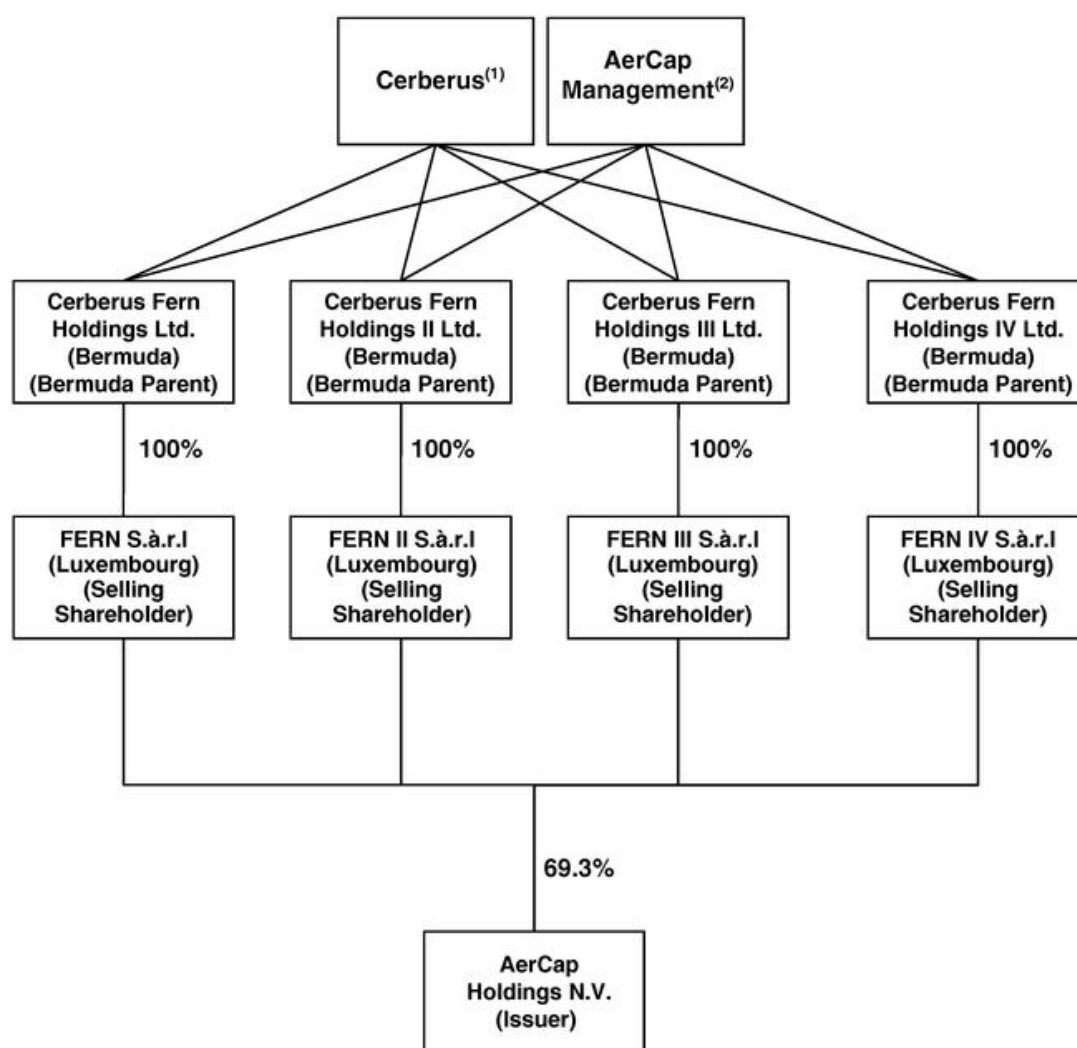 Cerberus(1)
AerCap
Management(2)
Cerberus Fern
Holdings Ltd.
(Bermuda)
(Bermuda Parent)
Cerberus Fern
Holdings II Ltd.
(Bermuda)
(Bermuda Parent)
Cerberus Fern
Holdings III Ltd.
(Bermuda)
(Bermuda Parent)
Cerberus Fern
Holdings IV Ltd.
(Bermuda)
(Bermuda Parent)
100%
100%
100%
100%
FERN S.à.r.l
(Luxembourg)
(Selling
Shareholder)
FERN II S.à.r.l
(Luxembourg)
(Selling
Shareholder)
FERN III S.à.r.l
(Luxembourg)
(Selling
Shareholder)
FERN IV S.à.r.l
(Luxembourg)
(Selling
Shareholder)
69.3%
AerCap
Holdings N.V.
(Issuer)